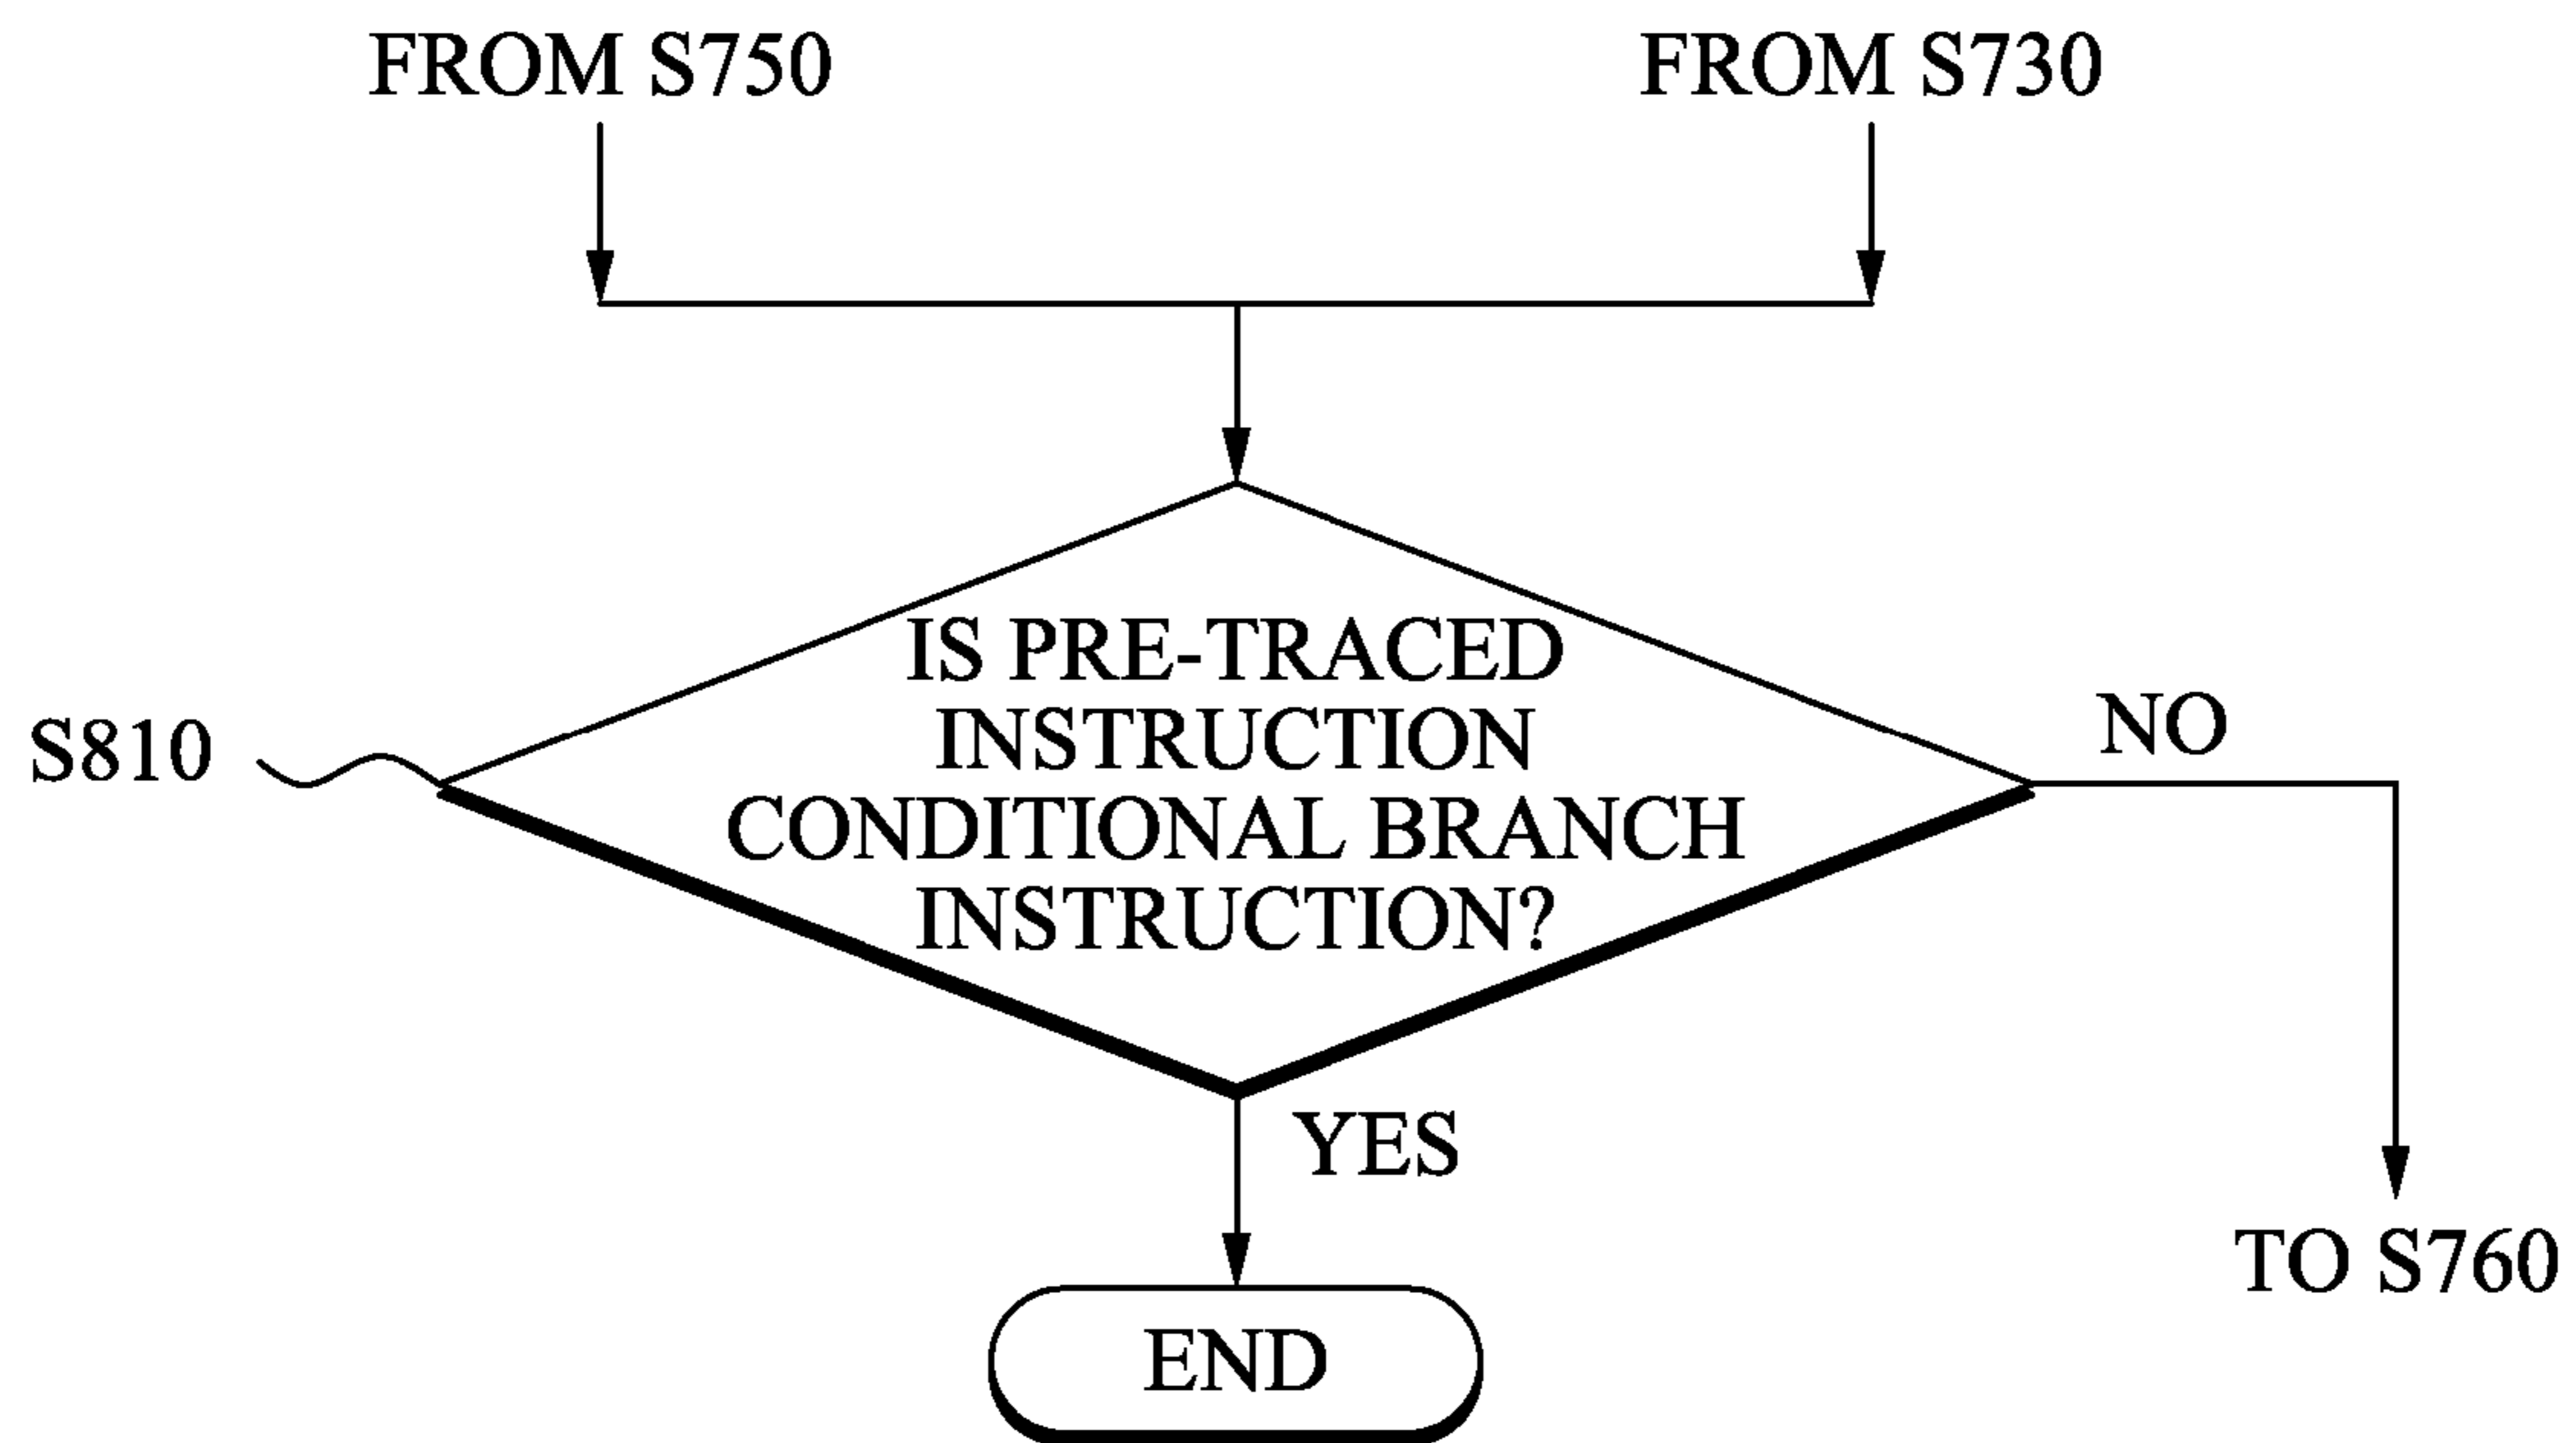 FROM S750
FROM S730
IS PRE-TRACED
INSTRUCTION
CONDITIONAL BRANCH
INSTRUCTION?
S810
NO
YES
TO S760
END